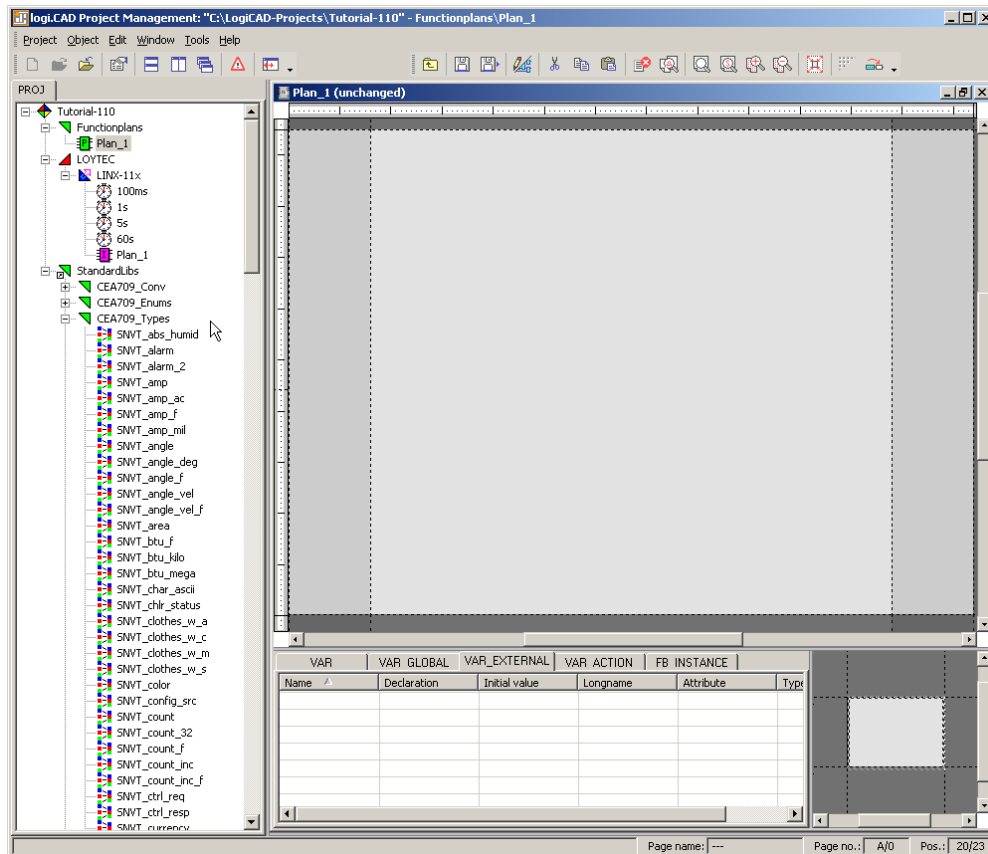 logi.CAD Project Management: "C:\LogiCAD-Projects\Tutorial-110" - Functionplans\Plan_1
Project Object Edit Window Tools Help
PROJ
Tutorial-110
Functionplans
Plan_1
LOYTEC
LINX-11x
100ms
1s
5s
60s
Plan_1
StandardLibs
CEA709_Conv
CEA709_Enums
CEA709_Types
SNVT_abs_humid
SNVT_alarm
SNVT_alarm_2
SNVT_amp
SNVT_amp_ac
SNVT_amp_f
SNVT_amp_mil
SNVT_angle
SNVT_angle_deg
SNVT_angle_f
SNVT_angle_vel
SNVT_angle_vel_f
SNVT_area
SNVT_btu_f
SNVT_btu_kilo
SNVT_btu_mega
SNVT_char_ascii
SNVT_chlr_status
SNVT_clothes_w_a
SNVT_clothes_w_c
SNVT_clothes_w_m
SNVT_clothes_w_s
SNVT_color
SNVT_config_src
SNVT_count
SNVT_count_32
SNVT_count_f
SNVT_count_inc
SNVT_count_inc_f
SNVT_ctrl_req
SNVT_ctrl_resp
SNVT_currency
Plan_1 (unchanged)
VAR VAR GLOBAL VAR_EXTERNAL VAR ACTION FB INSTANCE
Name Declaration Initial value Longname Attribute Type
Page name: --- Page no.: A/0 Pos.: 20/23